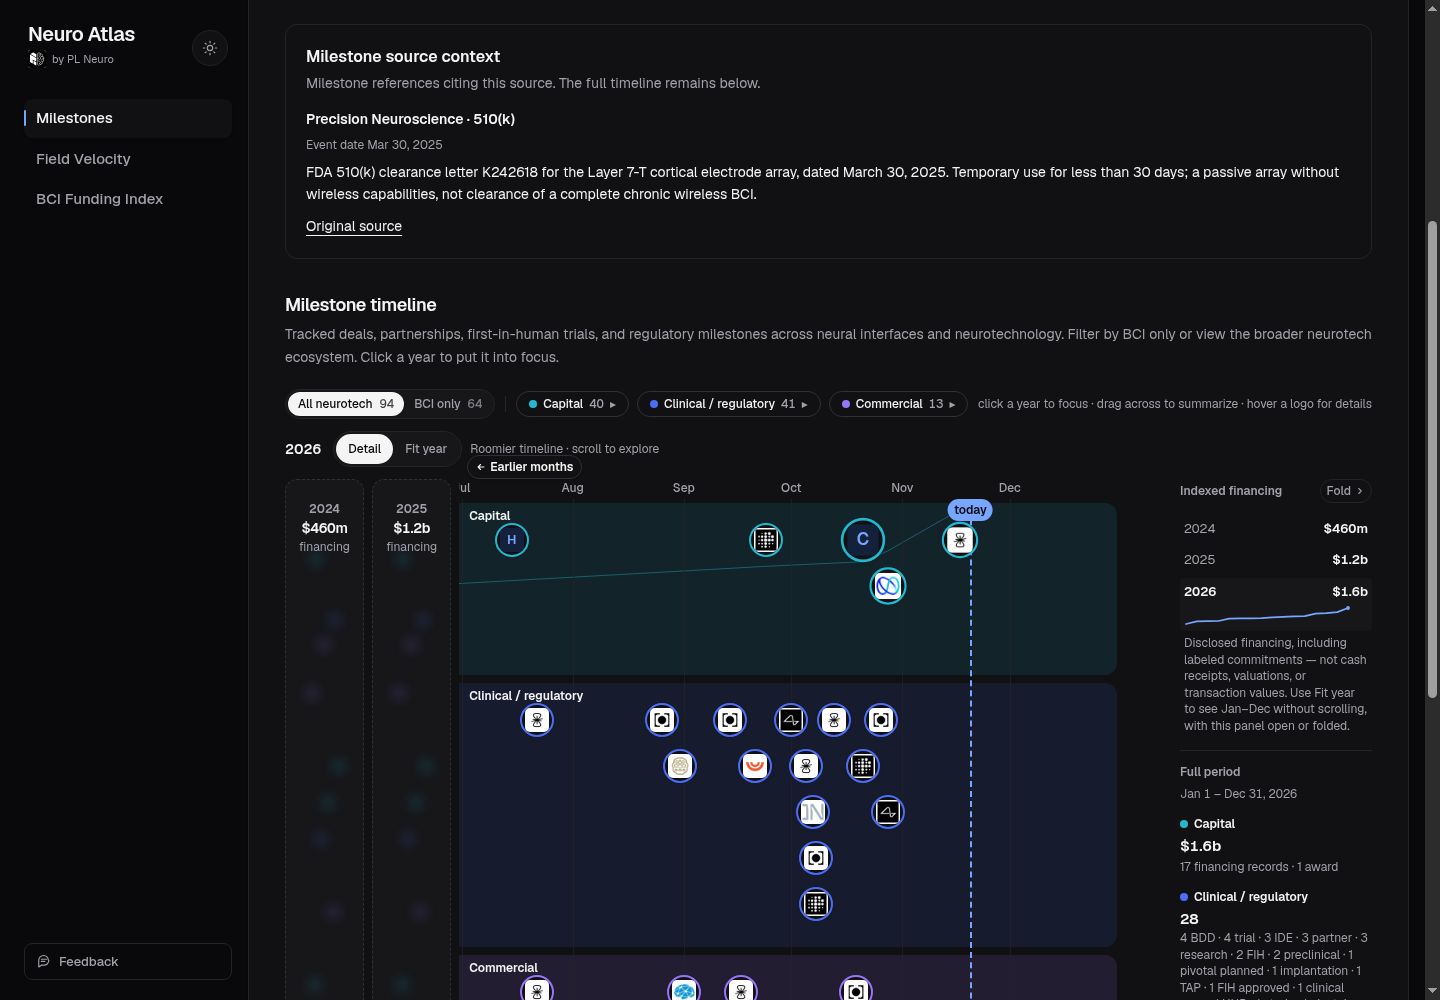 Neuro Atlas
by PL Neuro
Milestones
Field Velocity
BCI Funding Index
Feedback
Milestone source context
Milestone references citing this source. The full timeline remains below.
Precision Neuroscience · 510(k)
Event date Mar 30, 2025
FDA 510(k) clearance letter K242618 for the Layer 7-T cortical electrode array, dated March 30, 2025. Temporary use for less than 30 days; a passive array without
wireless capabilities, not clearance of a complete chronic wireless BCI.
Original source
Milestone timeline
Tracked deals, partnerships, first-in-human trials, and regulatory milestones across neural interfaces and neurotechnology. Filter by BCI only or view the broader neurotech
ecosystem. Click a year to put it into focus.
All neurotech 94 BCI only 64 Capital 40 ▸ Clinical / regulatory 41 ▸ Commercial 13 ▸ click a year to focus · drag across to summarize · hover a logo for details
2026 Detail Fit year Roomier timeline · scroll to explore
← Earlier months
ul Aug Sep Oct Nov Dec
2024
$460m
financing
2025
$1.2b
financing
today
Capital
H
C
Clinical / regulatory
Commercial
Indexed financing Fold ›
2024 $460m
2025 $1.2b
2026 $1.6b
Disclosed financing, including
labeled commitments — not cash
receipts, valuations, or
transaction values. Use Fit year
to see Jan–Dec without scrolling,
with this panel open or folded.
Full period
Jan 1 – Dec 31, 2026
Capital
$1.6b
17 financing records · 1 award
Clinical / regulatory
28
4 BDD · 4 trial · 3 IDE · 3 partner · 3
research · 2 FIH · 2 preclinical · 1
pivotal planned · 1 implantation · 1
TAP · 1 FIH approved · 1 clinical